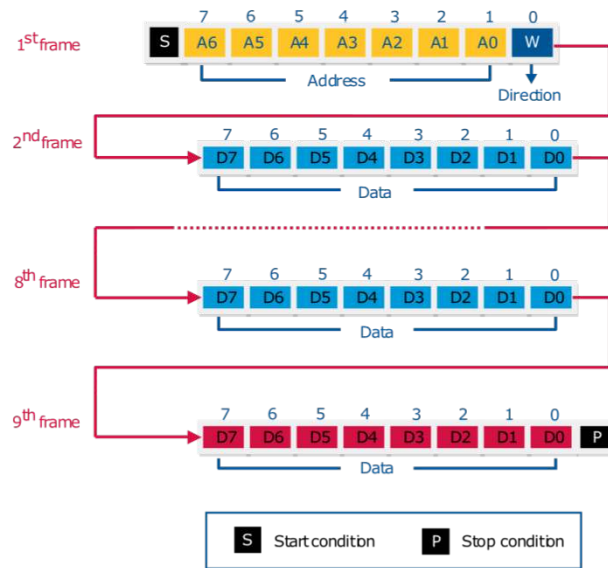 7 6 5 4 3 2 1 0
1st frame S A6 A5 A4 A3 A2 A1 A0 W
Address
Direction
7 6 5 4 3 2 1 0
2nd frame D7 D6 D5 D4 D3 D2 D1 D0
Data
7 6 5 4 3 2 1 0
8th frame D7 D6 D5 D4 D3 D2 D1 D0
Data
7 6 5 4 3 2 1 0
9th frame D7 D6 D5 D4 D3 D2 D1 D0 P
Data
S Start condition P Stop condition